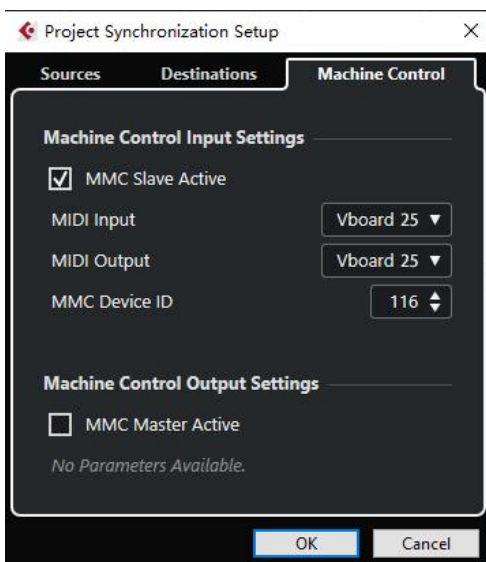 Project Synchronization Setup
Sources Destinations Machine Control
Machine Control Input Settings
MMC Slave Active
MIDI Input Vboard 25
MIDI Output Vboard 25
MMC Device ID 116
Machine Control Output Settings
MMC Master Active
No Parameters Available.
OK Cancel